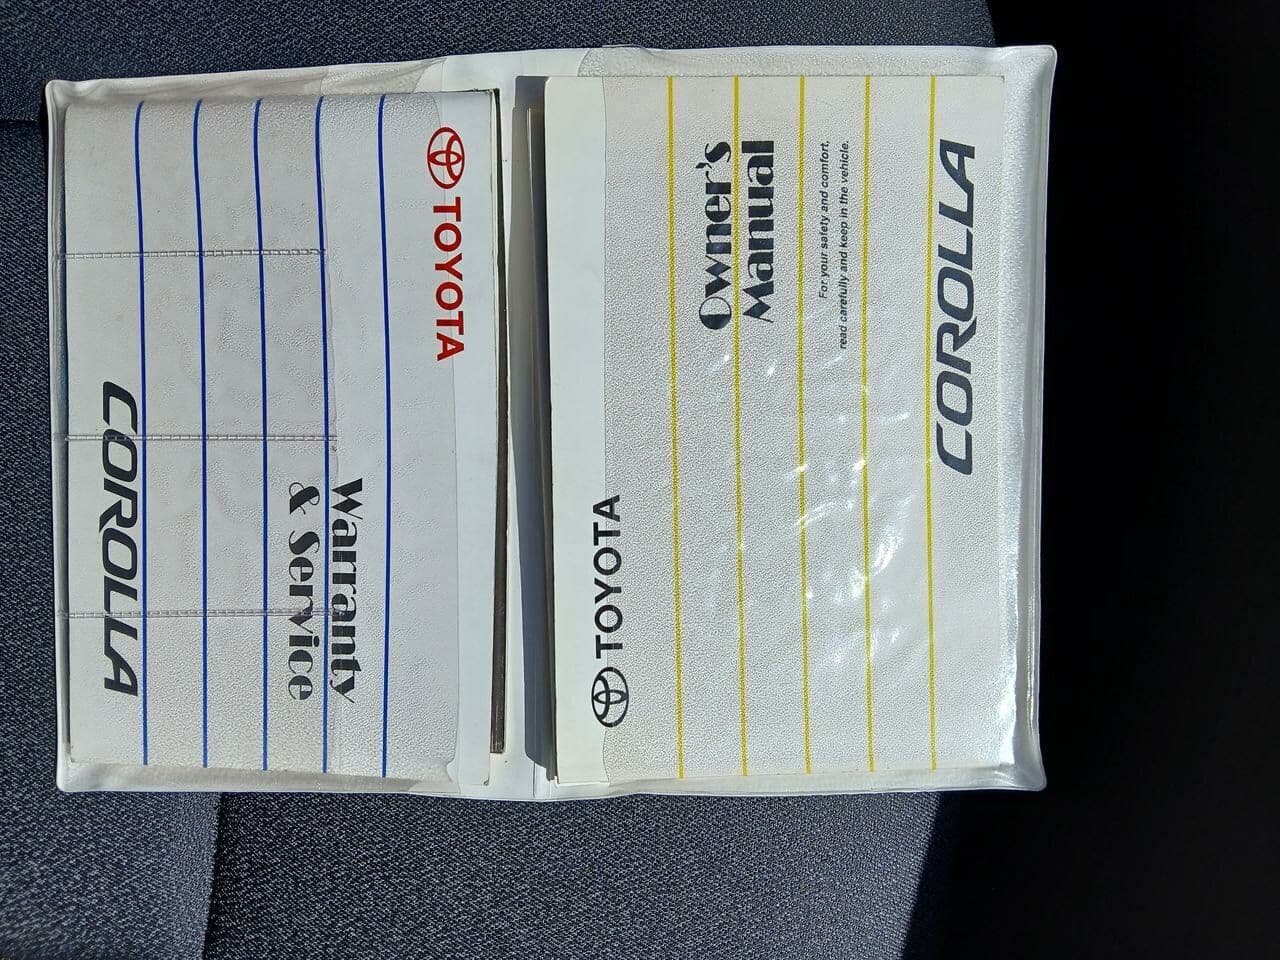 TOYOTA
Warranty
& Service
COROLLA
COROLLA
Owner's
Manual
For your safety and comfort,
read carefully and keep in the vehicle.
TOYOTA